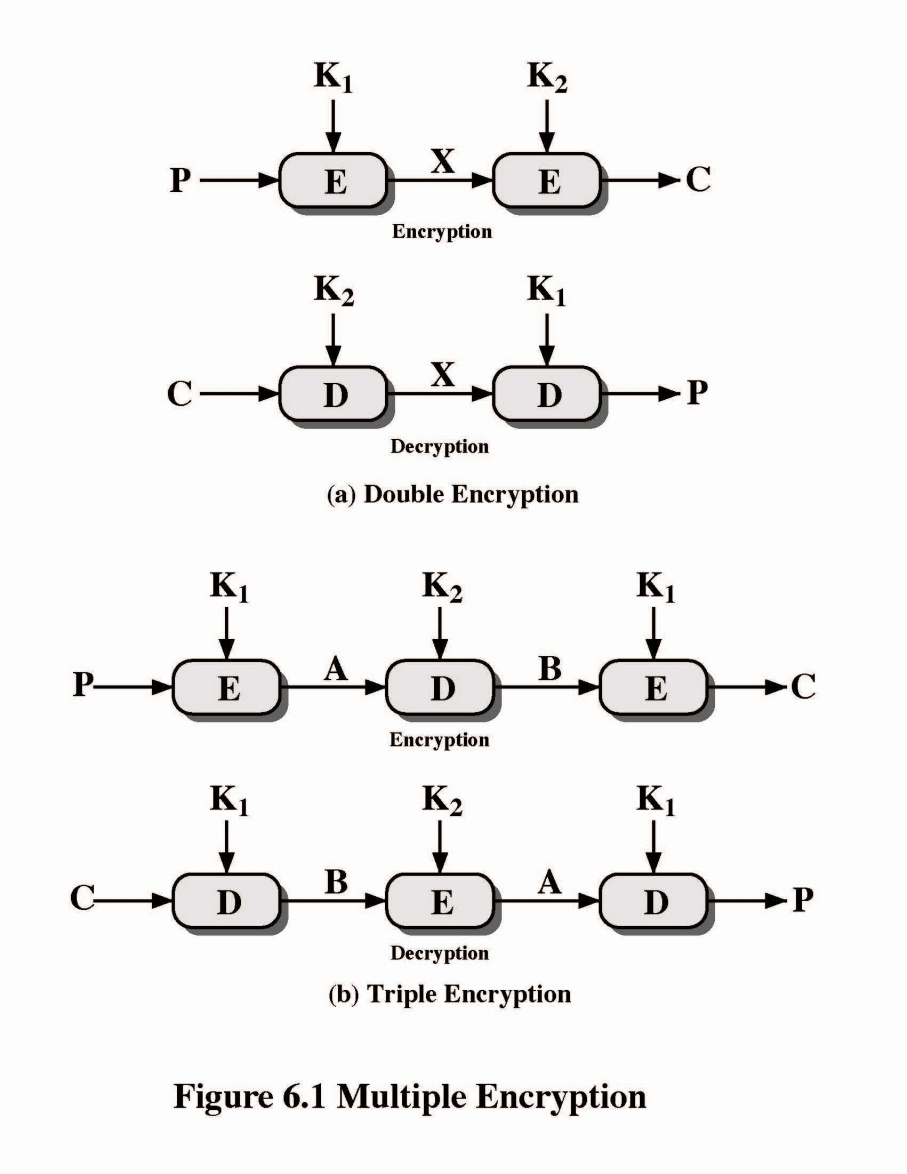 K₁ K₂
P E X E C
Encryption
K₂ K₁
C D X D P
Decryption
(a) Double Encryption
K₁ K₂ K₁
P E A D B E C
Encryption
K₁ K₂ K₁
C D B E A D P
Decryption
(b) Triple Encryption
Figure 6.1 Multiple Encryption